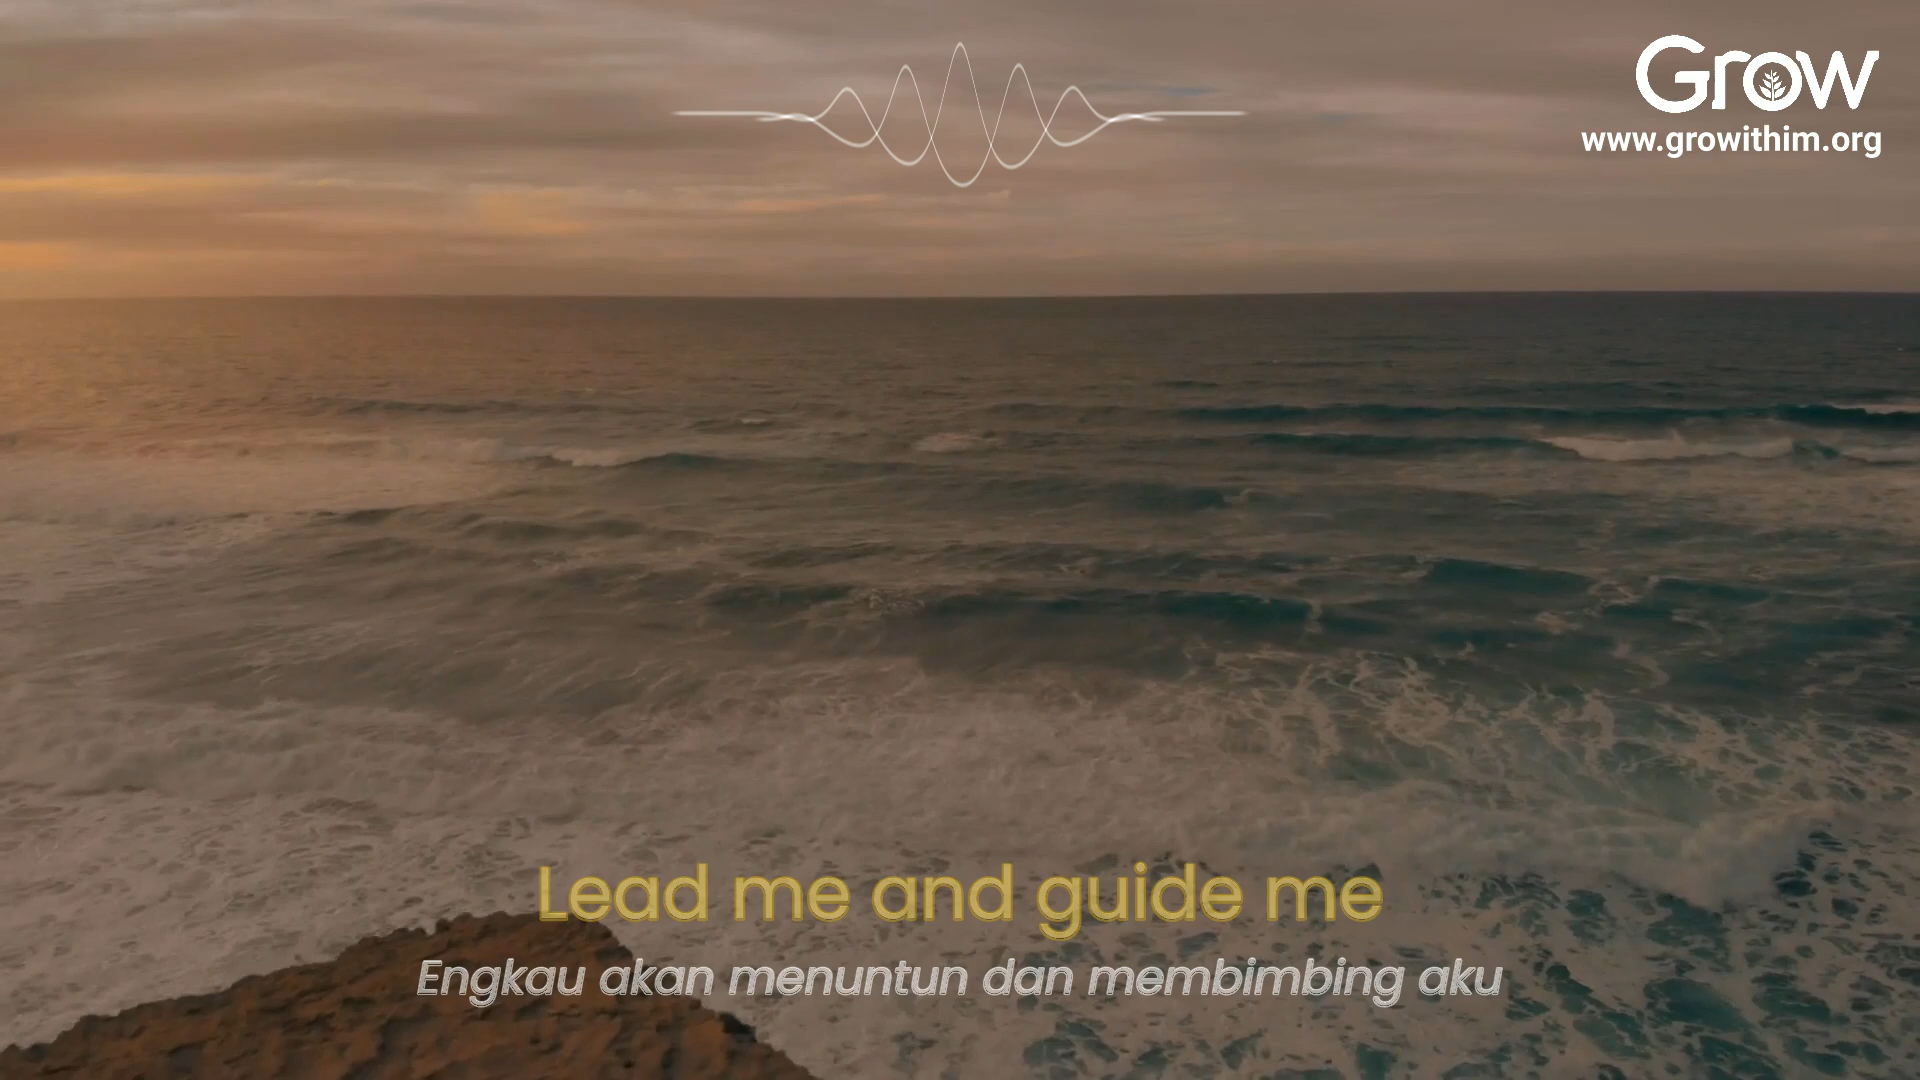 Grow
www.growithim.org
Lead me and guide me
Engkau akan menuntun dan membimbing aku